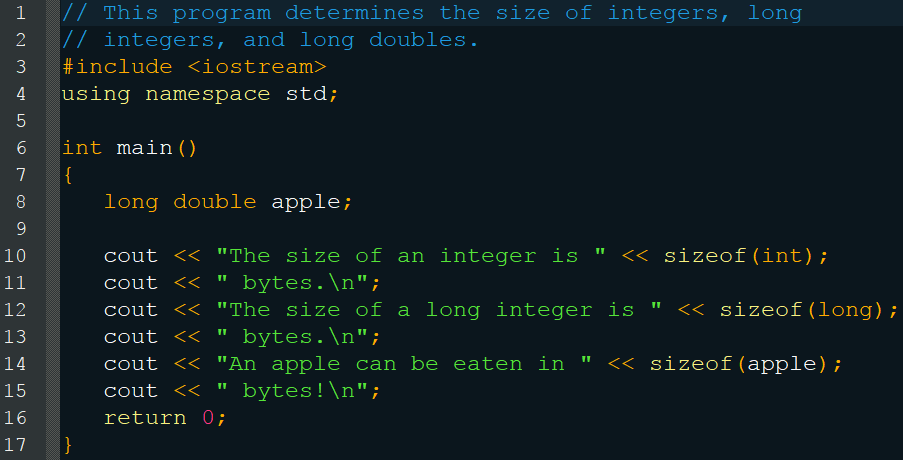 1 // This program determines the size of integers, long
2 // integers, and long doubles.
3 #include <iostream>
4 using namespace std;
5
6 int main()
7 {
8    long double apple;
9
10    cout << "The size of an integer is " << sizeof(int);
11    cout << " bytes.\n";
12    cout << "The size of a long integer is " << sizeof(long);
13    cout << " bytes.\n";
14    cout << "An apple can be eaten in " << sizeof(apple);
15    cout << " bytes!\n";
16    return 0;
17 }